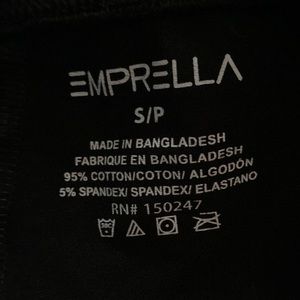 EMPRELLA
S/P
MADE IN BANGLADESH
FABRIQUE EN BANGLADESH
95% COTTON/COTON/ ALGODÓN
5% SPANDEX/ SPANDEX/ ELASTANO
RN# 150247